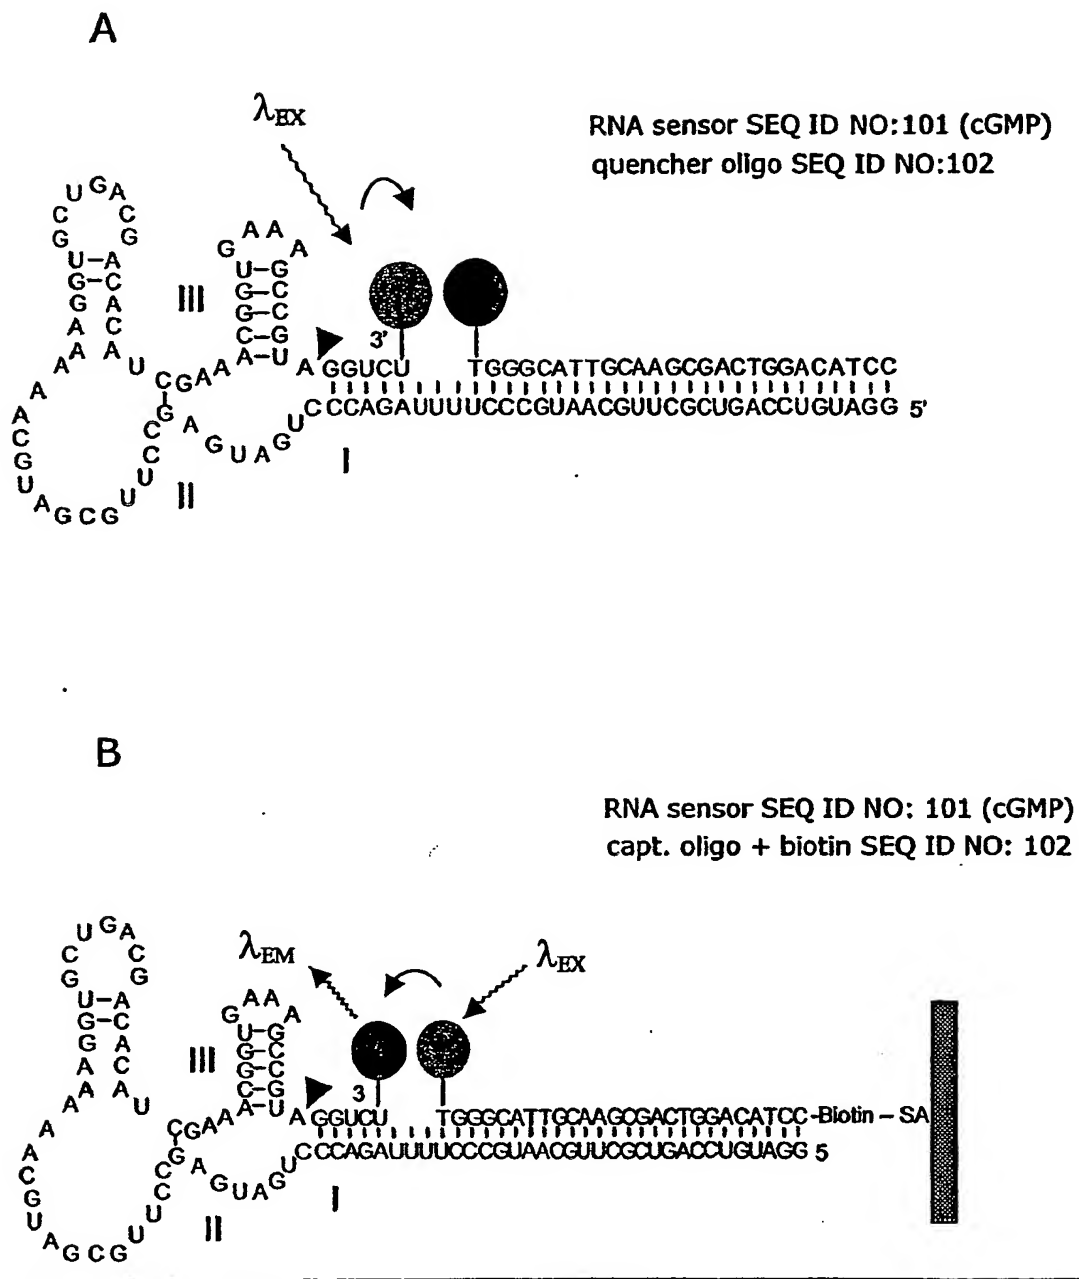 A
λEX
RNA sensor SEQ ID NO:101 (cGMP)
quencher oligo SEQ ID NO:102
U G A
C C
G G
U–A
G–C
G A
A C
A A
A A U
A
A
C
G
U
A G C G
U
U
C
C
G
C G A A A
III
G A A A
U–G
G–C
G–C
C–G
A–U
3'
A G G U C U
TGGGCATTGCAAGCGACTGGACATCC
CCCAGAUUUUCCCGUAACGUUCGCUGACCUGUAGG 5'
A G U A G U
I
II
B
RNA sensor SEQ ID NO: 101 (cGMP)
capt. oligo + biotin SEQ ID NO: 102
λEM
λEX
U G A
C C
G G
U–A
G–C
G A
A C
A A
A U
A
A
C
G
U
A G C G
U
U
C
C
G
C G A A A
III
G A A A
U–G
G–C
G–C
C–G
A–U
3
A G G U C U
TGGGCATTGCAAGCGACTGGACATCC-Biotin – SA
CCCAGAUUUUCCCGUAACGUUCGCUGACCUGUAGG 5
A G U A G U
I
II